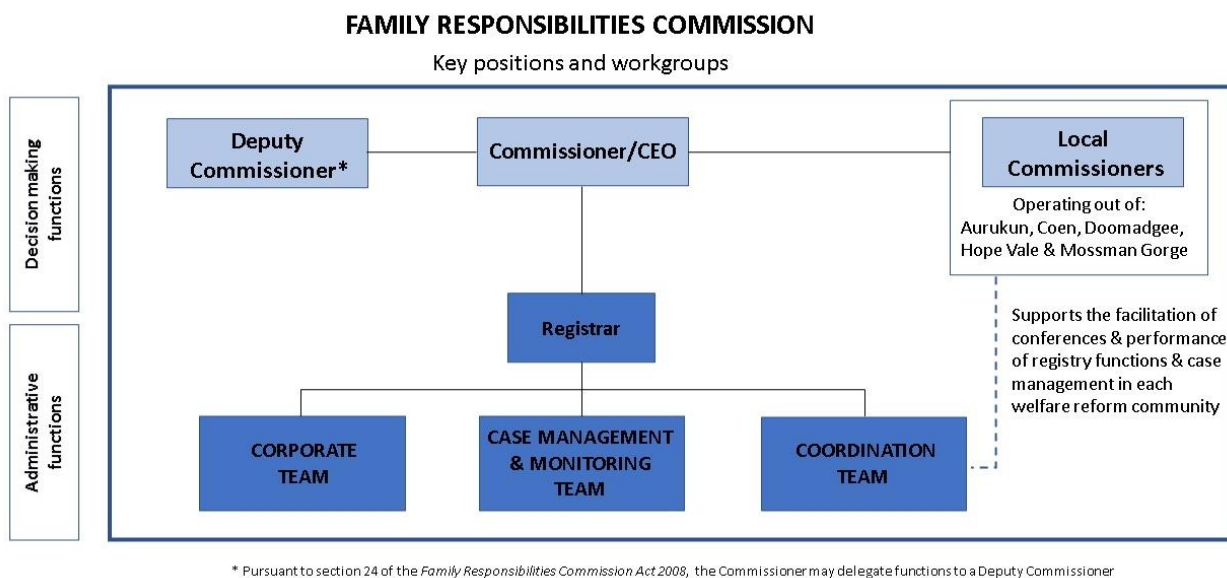 FAMILY RESPONSIBILITIES COMMISSION
Key positions and workgroups
Decision making
functions
Deputy
Commissioner*
Commissioner/CEO
Local
Commissioners
Operating out of:
Aurukun, Coen, Doomadgee,
Hope Vale & Mossman Gorge
Registrar
Supports the facilitation of
conferences & performance
of registry functions & case
management in each
welfare reform community
Administrative
functions
CORPORATE
TEAM
CASE MANAGEMENT
& MONITORING
TEAM
COORDINATION
TEAM
* Pursuant to section 24 of the Family Responsibilities Commission Act 2008, the Commissioner may delegate functions to a Deputy Commissioner